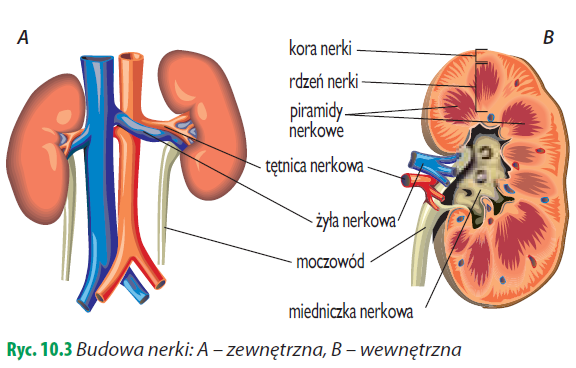 A
B
kora nerki
rdzeń nerki
piramidy
nerkowe
tętnica nerkowa
żyła nerkowa
moczowód
miedniczka nerkowa
Ryc. 10.3 Budowa nerki: A – zewnętrzna, B – wewnętrzna